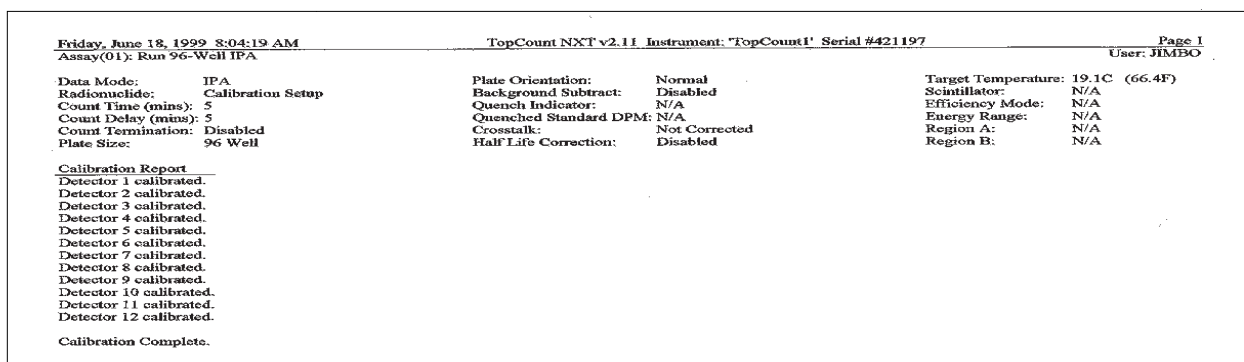 Friday, June 18, 1999 8:04:19 AM TopCount NXT v2.11 Instrument: 'TopCount1' Serial #421197 Page 1
Assay(01): Run 96-Well IPA User: JIMBO
Data Mode: IPA Plate Orientation: Normal Target Temperature: 19.1C (66.4F)
Radionuclide: Calibration Setup Background Subtract: Disabled Scintillator: N/A
Count Time (mins): 5 Quench Indicator: N/A Efficiency Mode: N/A
Count Delay (mins): 5 Quenched Standard DPM: N/A Energy Range: N/A
Count Termination: Disabled Crosstalk: Not Corrected Region A: N/A
Plate Size: 96 Well Half Life Correction: Disabled Region B: N/A
Calibration Report
Detector 1 calibrated.
Detector 2 calibrated.
Detector 3 calibrated.
Detector 4 calibrated.
Detector 5 calibrated.
Detector 6 calibrated.
Detector 7 calibrated.
Detector 8 calibrated.
Detector 9 calibrated.
Detector 10 calibrated.
Detector 11 calibrated.
Detector 12 calibrated.
Calibration Complete.